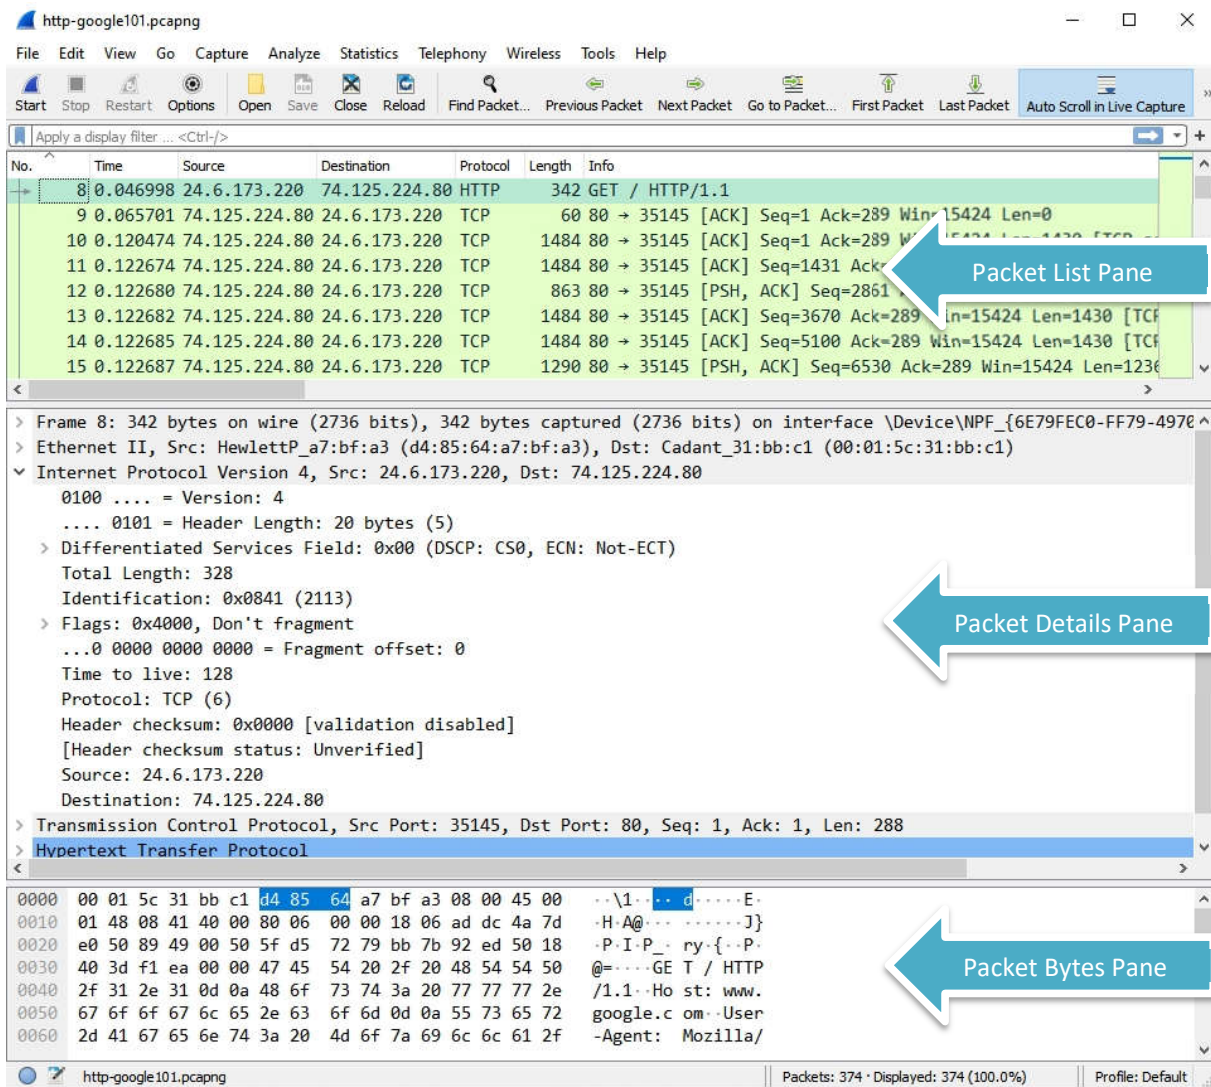 http-google101.pcapng
File Edit View Go Capture Analyze Statistics Telephony Wireless Tools Help
Start Stop Restart Options Open Save Close Reload Find Packet... Previous Packet Next Packet Go to Packet... First Packet Last Packet Auto Scroll in Live Capture
Apply a display filter ... <Ctrl-/>
No. Time Source Destination Protocol Length Info
8 0.046998 24.6.173.220 74.125.224.80 HTTP 342 GET / HTTP/1.1
9 0.065701 74.125.224.80 24.6.173.220 TCP 60 80 → 35145 [ACK] Seq=1 Ack=289 Win=15424 Len=0
10 0.120474 74.125.224.80 24.6.173.220 TCP 1484 80 → 35145 [ACK] Seq=1 Ack=289
11 0.122674 74.125.224.80 24.6.173.220 TCP 1484 80 → 35145 [ACK] Seq=1431
Packet List Pane
12 0.122680 74.125.224.80 24.6.173.220 TCP 863 80 → 35145 [PSH, ACK] Seq=2861
13 0.122682 74.125.224.80 24.6.173.220 TCP 1484 80 → 35145 [ACK] Seq=3670 Ack=289 Win=15424 Len=1430 [TCP
14 0.122685 74.125.224.80 24.6.173.220 TCP 1484 80 → 35145 [ACK] Seq=5100 Ack=289 Win=15424 Len=1430 [TCP
15 0.122687 74.125.224.80 24.6.173.220 TCP 1290 80 → 35145 [PSH, ACK] Seq=6530 Ack=289 Win=15424 Len=1236
Frame 8: 342 bytes on wire (2736 bits), 342 bytes captured (2736 bits) on interface \Device\NPF_{6E79FEC0-FF79-4970
Ethernet II, Src: HewlettP_a7:bf:a3 (d4:85:64:a7:bf:a3), Dst: Cadant_31:bb:c1 (00:01:5c:31:bb:c1)
Internet Protocol Version 4, Src: 24.6.173.220, Dst: 74.125.224.80
0100 .... = Version: 4
.... 0101 = Header Length: 20 bytes (5)
Differentiated Services Field: 0x00 (DSCP: CS0, ECN: Not-ECT)
Total Length: 328
Identification: 0x0841 (2113)
Flags: 0x4000, Don't fragment
Packet Details Pane
...0 0000 0000 0000 = Fragment offset: 0
Time to live: 128
Protocol: TCP (6)
Header checksum: 0x0000 [validation disabled]
[Header checksum status: Unverified]
Source: 24.6.173.220
Destination: 74.125.224.80
Transmission Control Protocol, Src Port: 35145, Dst Port: 80, Seq: 1, Ack: 1, Len: 288
Hypertext Transfer Protocol
0000 00 01 5c 31 bb c1 d4 85 64 a7 bf a3 08 00 45 00 ··\1···· d·····E·
0010 01 48 08 41 40 00 80 06 00 00 18 06 ad dc 4a 7d ·H·A@··· ······J}
0020 e0 50 89 49 00 50 5f d5 72 79 bb 7b 92 ed 50 18 ·P·I·P_· ry·{··P·
0030 40 3d f1 ea 00 00 47 45 54 20 2f 20 48 54 54 50 @=····GE T / HTTP
Packet Bytes Pane
0040 2f 31 2e 31 0d 0a 48 6f 73 74 3a 20 77 77 77 2e /1.1··Ho st: www.
0050 67 6f 6f 67 6c 65 2e 63 6f 6d 0d 0a 55 73 65 72 google.c om··User
0060 2d 41 67 65 6e 74 3a 20 4d 6f 7a 69 6c 6c 61 2f -Agent: Mozilla/
http-google101.pcapng Packets: 374 · Displayed: 374 (100.0%) Profile: Default